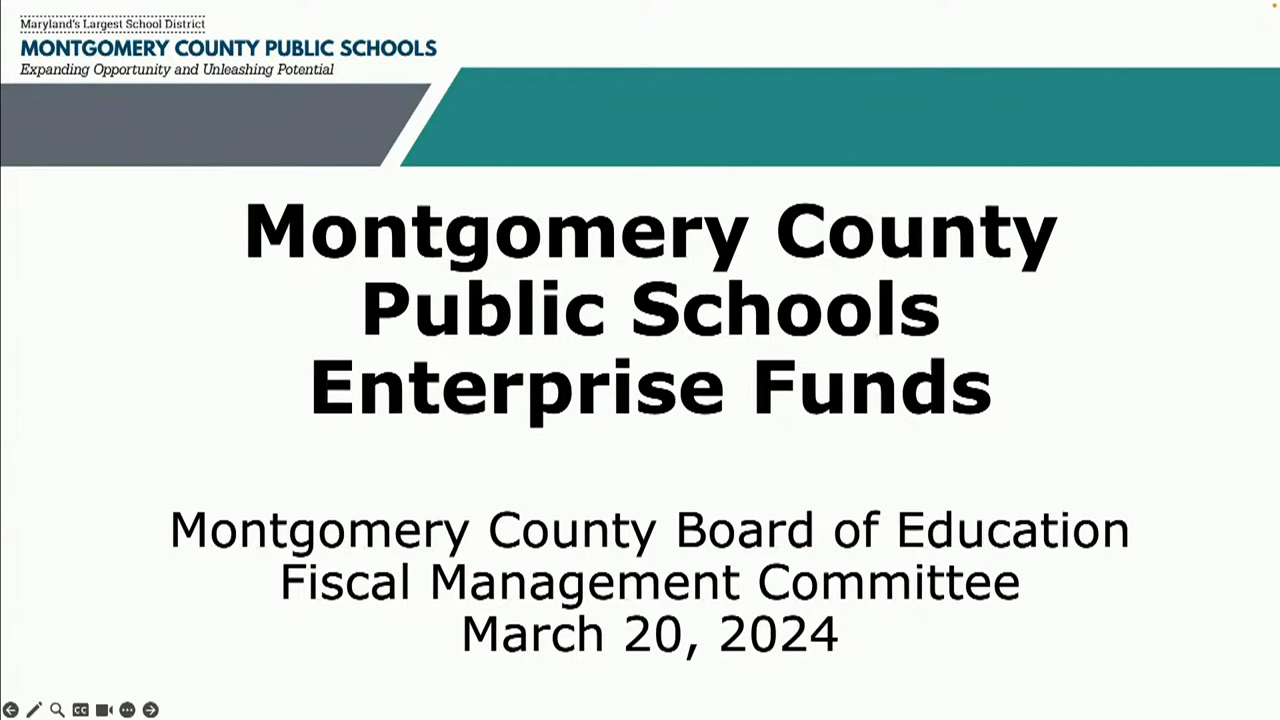 Maryland's Largest School District
MONTGOMERY COUNTY PUBLIC SCHOOLS
Expanding Opportunity and Unleashing Potential
Montgomery County
Public Schools
Enterprise Funds
Montgomery County Board of Education
Fiscal Management Committee
March 20, 2024
CC